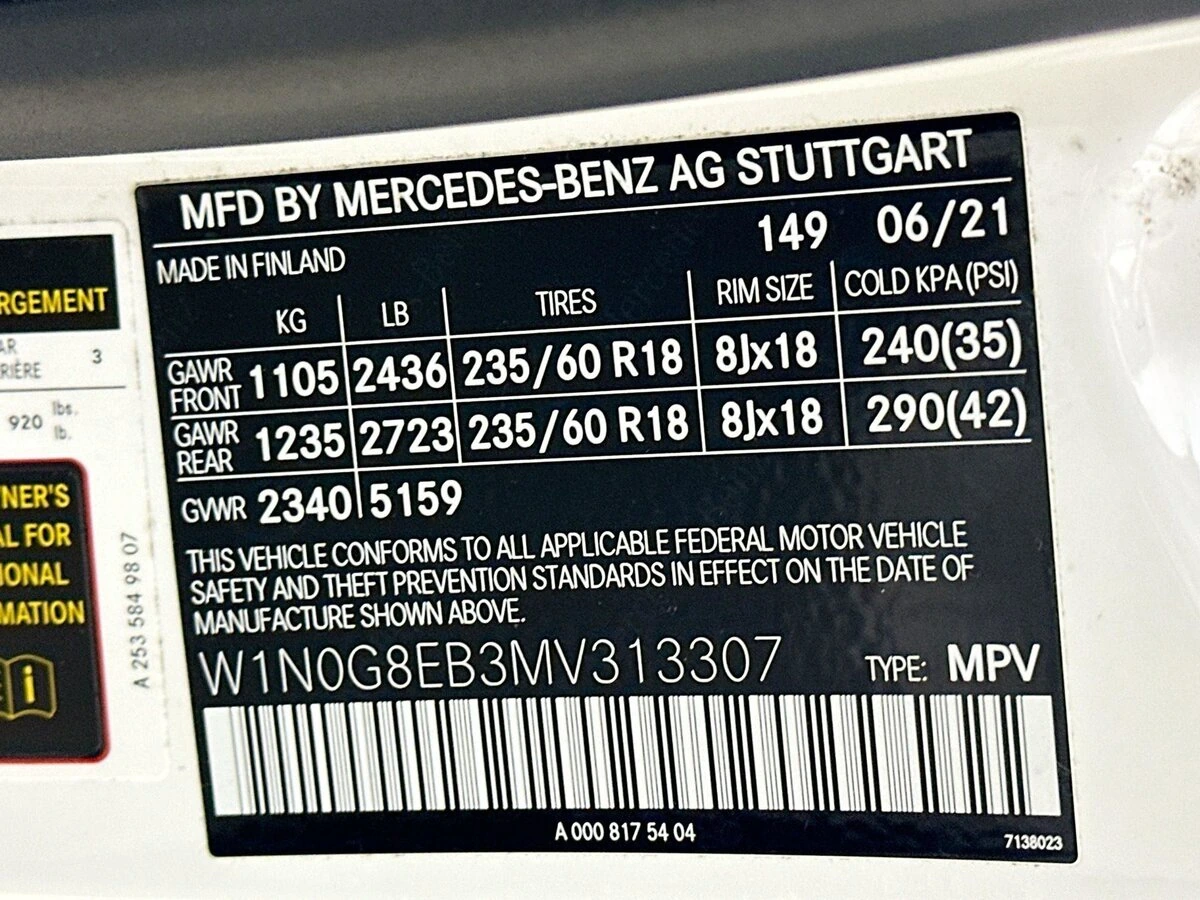 MFD BY MERCEDES-BENZ AG STUTTGART
MADE IN FINLAND 149 06/21
KG LB TIRES RIM SIZE COLD KPA (PSI)
GAWR FRONT 1105 2436 235/60 R18 8Jx18 240(35)
GAWR REAR 1235 2723 235/60 R18 8Jx18 290(42)
GVWR 2340 5159
THIS VEHICLE CONFORMS TO ALL APPLICABLE FEDERAL MOTOR VEHICLE
SAFETY AND THEFT PREVENTION STANDARDS IN EFFECT ON THE DATE OF
MANUFACTURE SHOWN ABOVE.
W1N0G8EB3MV313307 TYPE: MPV
A 000 817 54 04 7138023
RGEMENT
AR 3
RIÈRE
920 lbs.
lb.
NER'S
AL FOR
IONAL
MATION
i
A 253 584 98 07